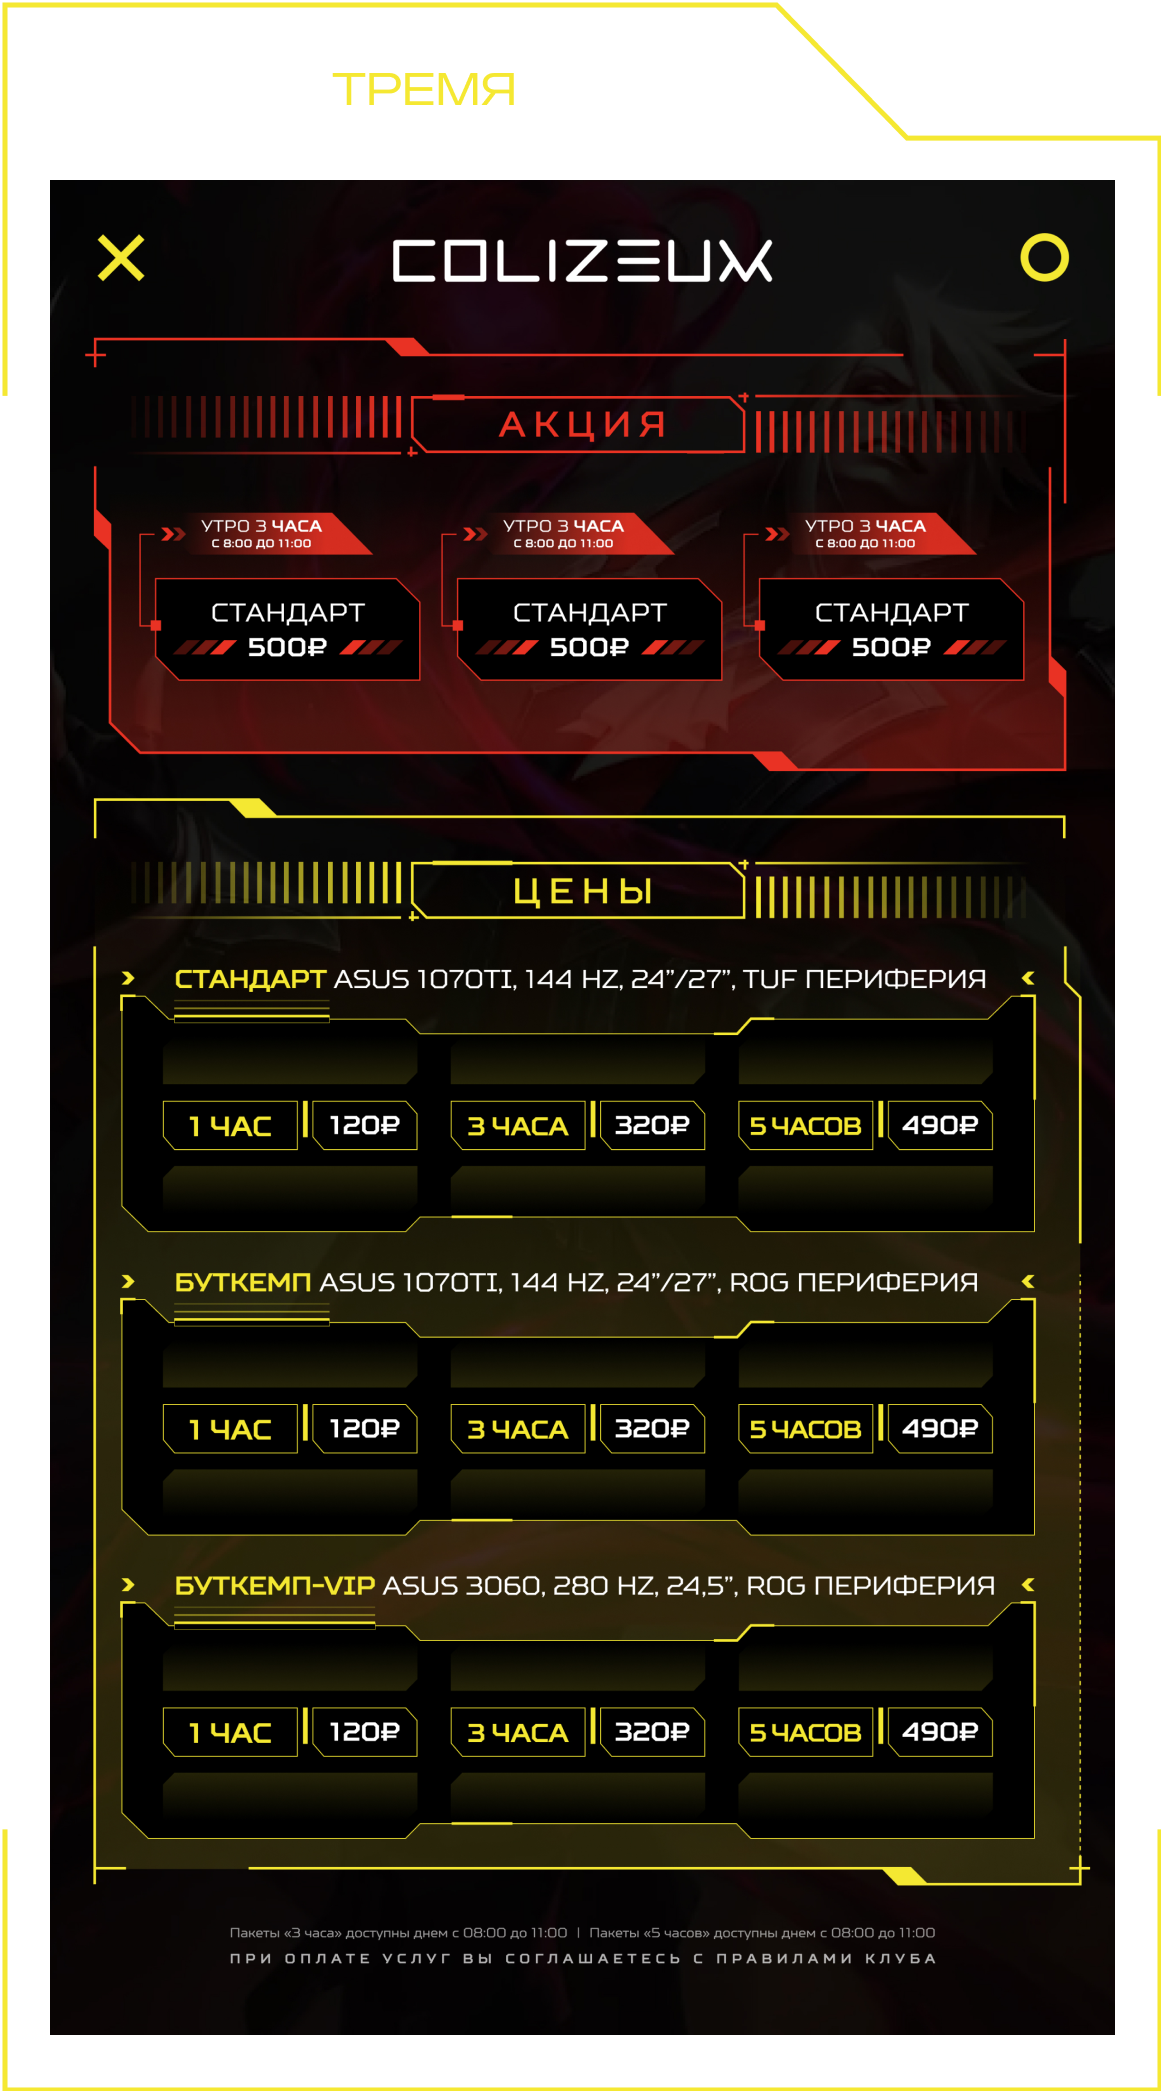 ТРЕМЯ
COLIZEUM
АКЦИЯ
УТРО 3 ЧАСА
С 8:00 ДО 11:00
СТАНДАРТ
500₽
УТРО 3 ЧАСА
С 8:00 ДО 11:00
СТАНДАРТ
500₽
УТРО 3 ЧАСА
С 8:00 ДО 11:00
СТАНДАРТ
500₽
ЦЕНЫ
СТАНДАРТ ASUS 1070TI, 144 HZ, 24”/27”, TUF ПЕРИФЕРИЯ
1 ЧАС 120₽ 3 ЧАСА 320₽ 5 ЧАСОВ 490₽
БУТКЕМП ASUS 1070TI, 144 HZ, 24”/27”, ROG ПЕРИФЕРИЯ
1 ЧАС 120₽ 3 ЧАСА 320₽ 5 ЧАСОВ 490₽
БУТКЕМП-VIP ASUS 3060, 280 HZ, 24,5”, ROG ПЕРИФЕРИЯ
1 ЧАС 120₽ 3 ЧАСА 320₽ 5 ЧАСОВ 490₽
Пакеты «3 часа» доступны днем с 08:00 до 11:00 | Пакеты «5 часов» доступны днем с 08:00 до 11:00
ПРИ ОПЛАТЕ УСЛУГ ВЫ СОГЛАШАЕТЕСЬ С ПРАВИЛАМИ КЛУБА